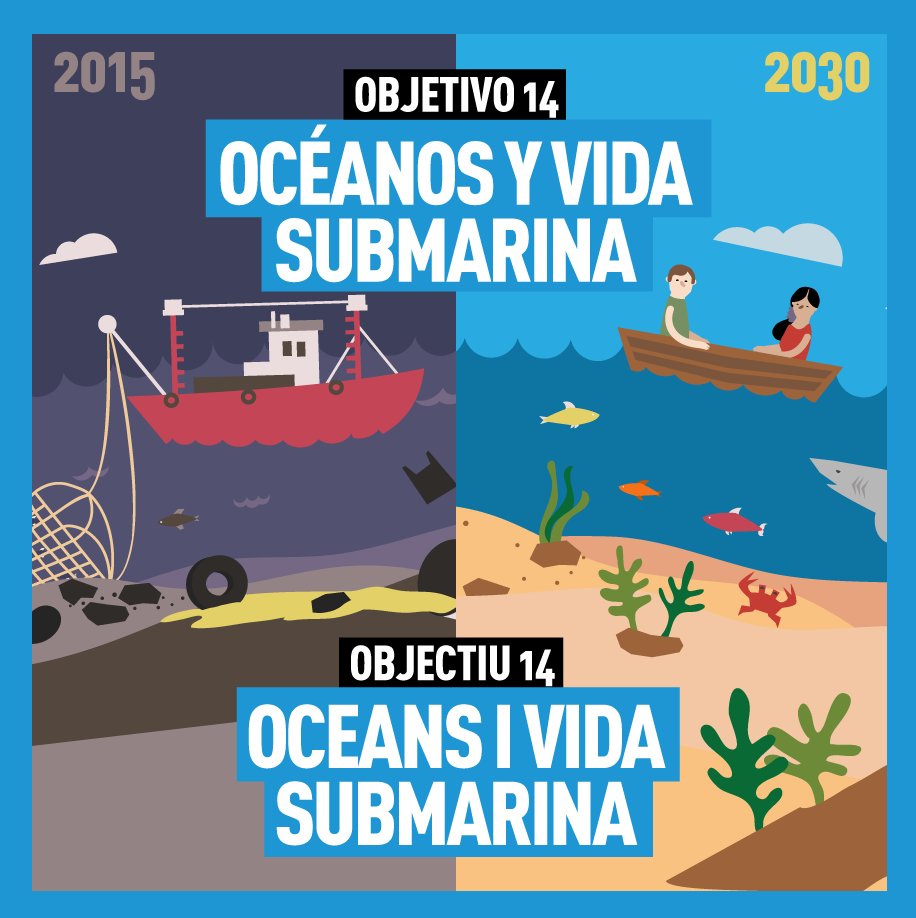 2015
2030
OBJETIVO 14
OCÉANOS Y VIDA
SUBMARINA
OBJECTIU 14
OCEANS I VIDA
SUBMARINA